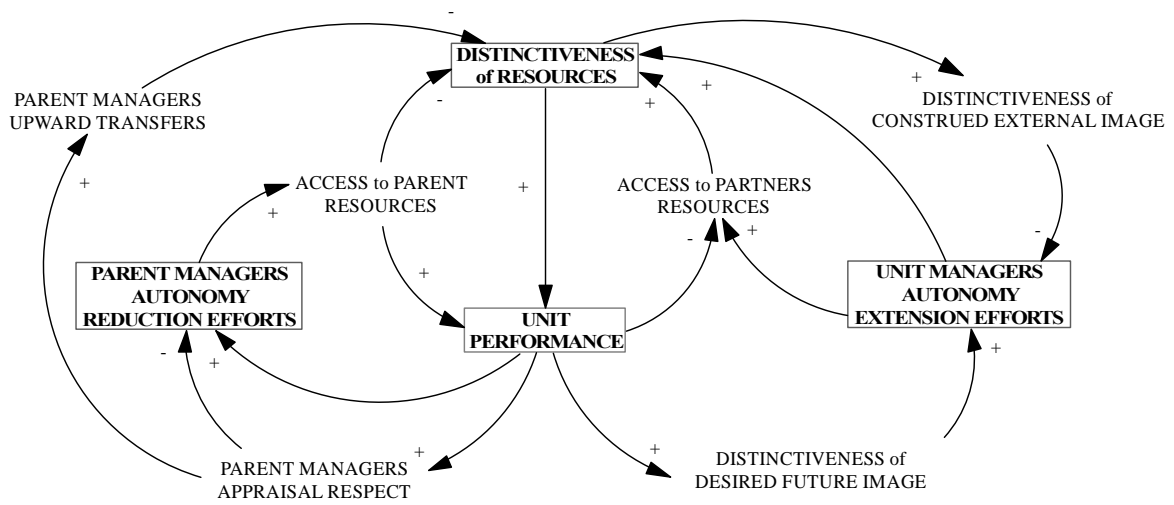 -
DISTINCTIVENESS
of RESOURCES
PARENT MANAGERS
UPWARD TRANSFERS
-
+
+
+
DISTINCTIVENESS of
CONSTRUED EXTERNAL IMAGE
+
ACCESS to PARENT
RESOURCES
+
+
ACCESS to PARTNERS
RESOURCES
+
-
-
PARENT MANAGERS
AUTONOMY
REDUCTION EFFORTS
+
UNIT MANAGERS
AUTONOMY
EXTENSION EFFORTS
UNIT
PERFORMANCE
-
+
+
+
+
PARENT MANAGERS
APPRAISAL RESPECT
DISTINCTIVENESS of
DESIRED FUTURE IMAGE